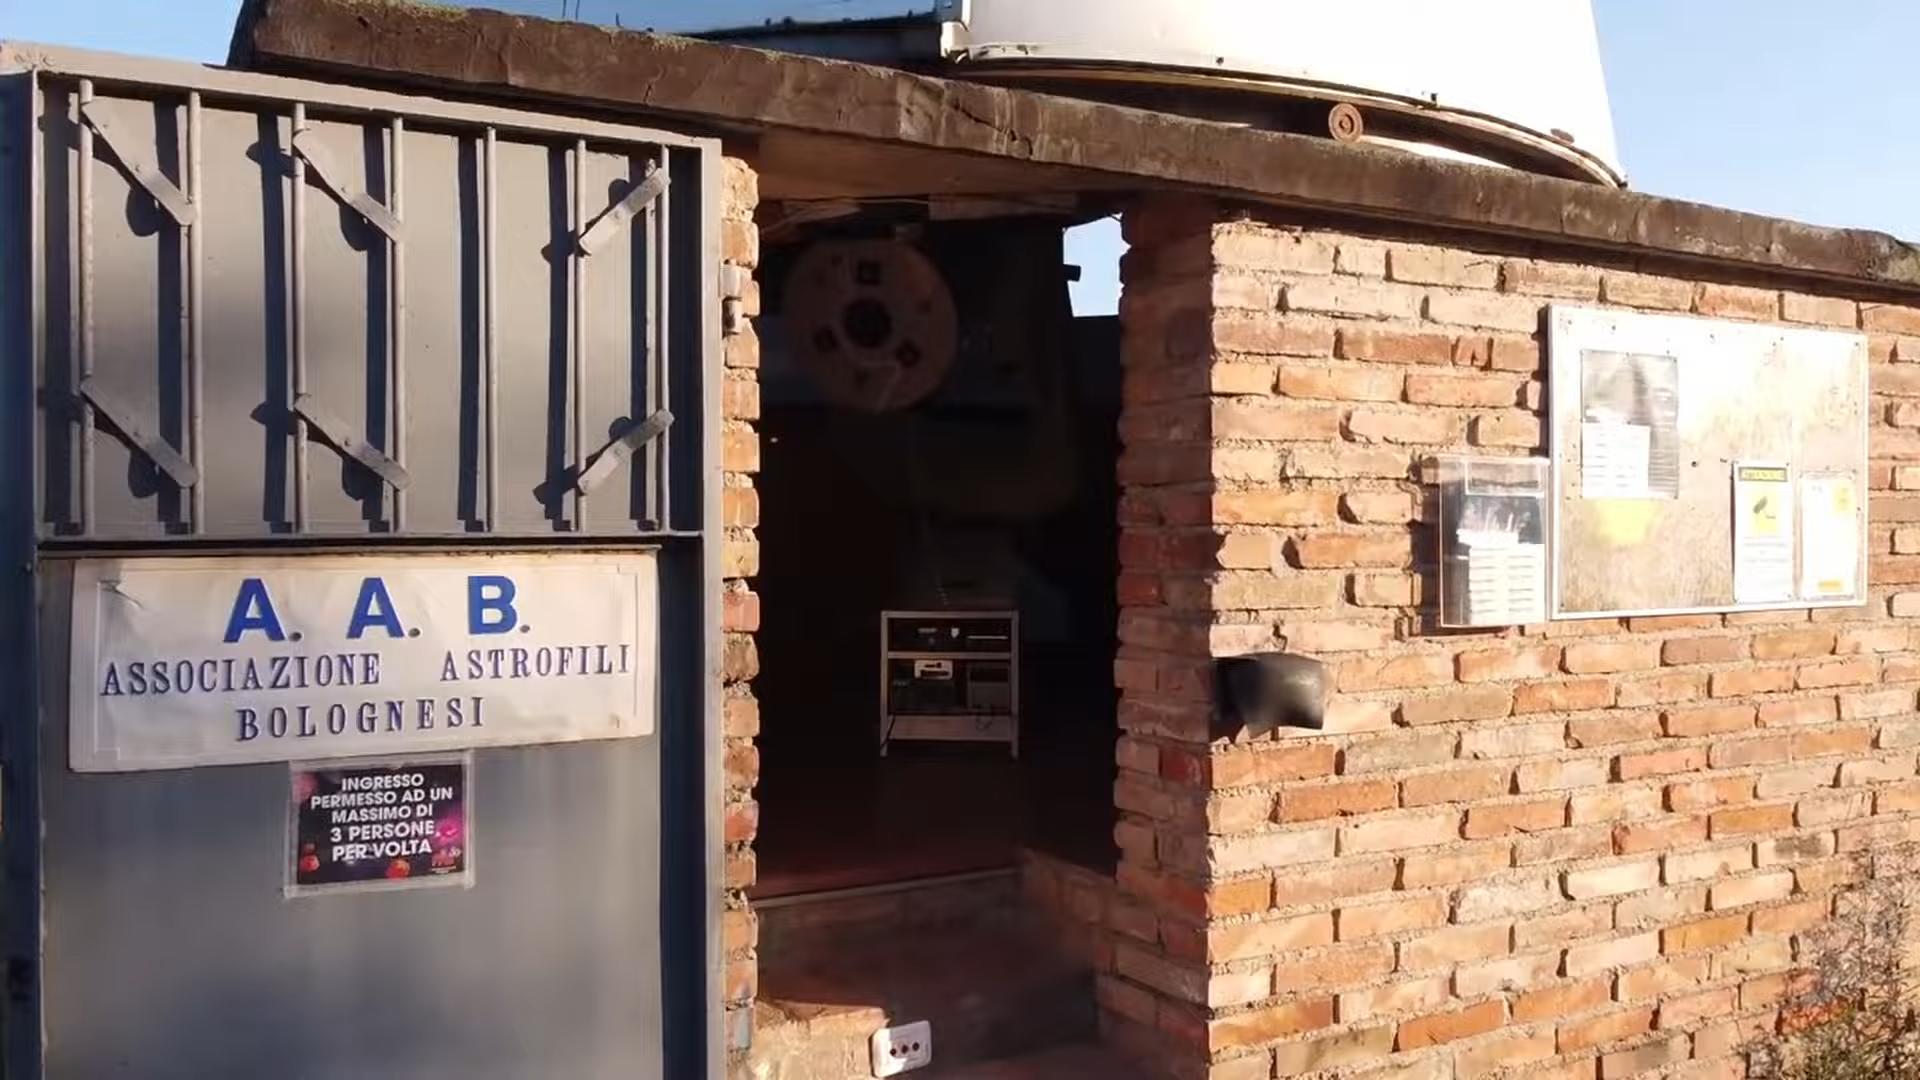 A. A. B.
ASSOCIAZIONE ASTROFILI
BOLOGNESI
INGRESSO
PERMESSO AD UN
MASSIMO DI
3 PERSONE
PER VOLTA